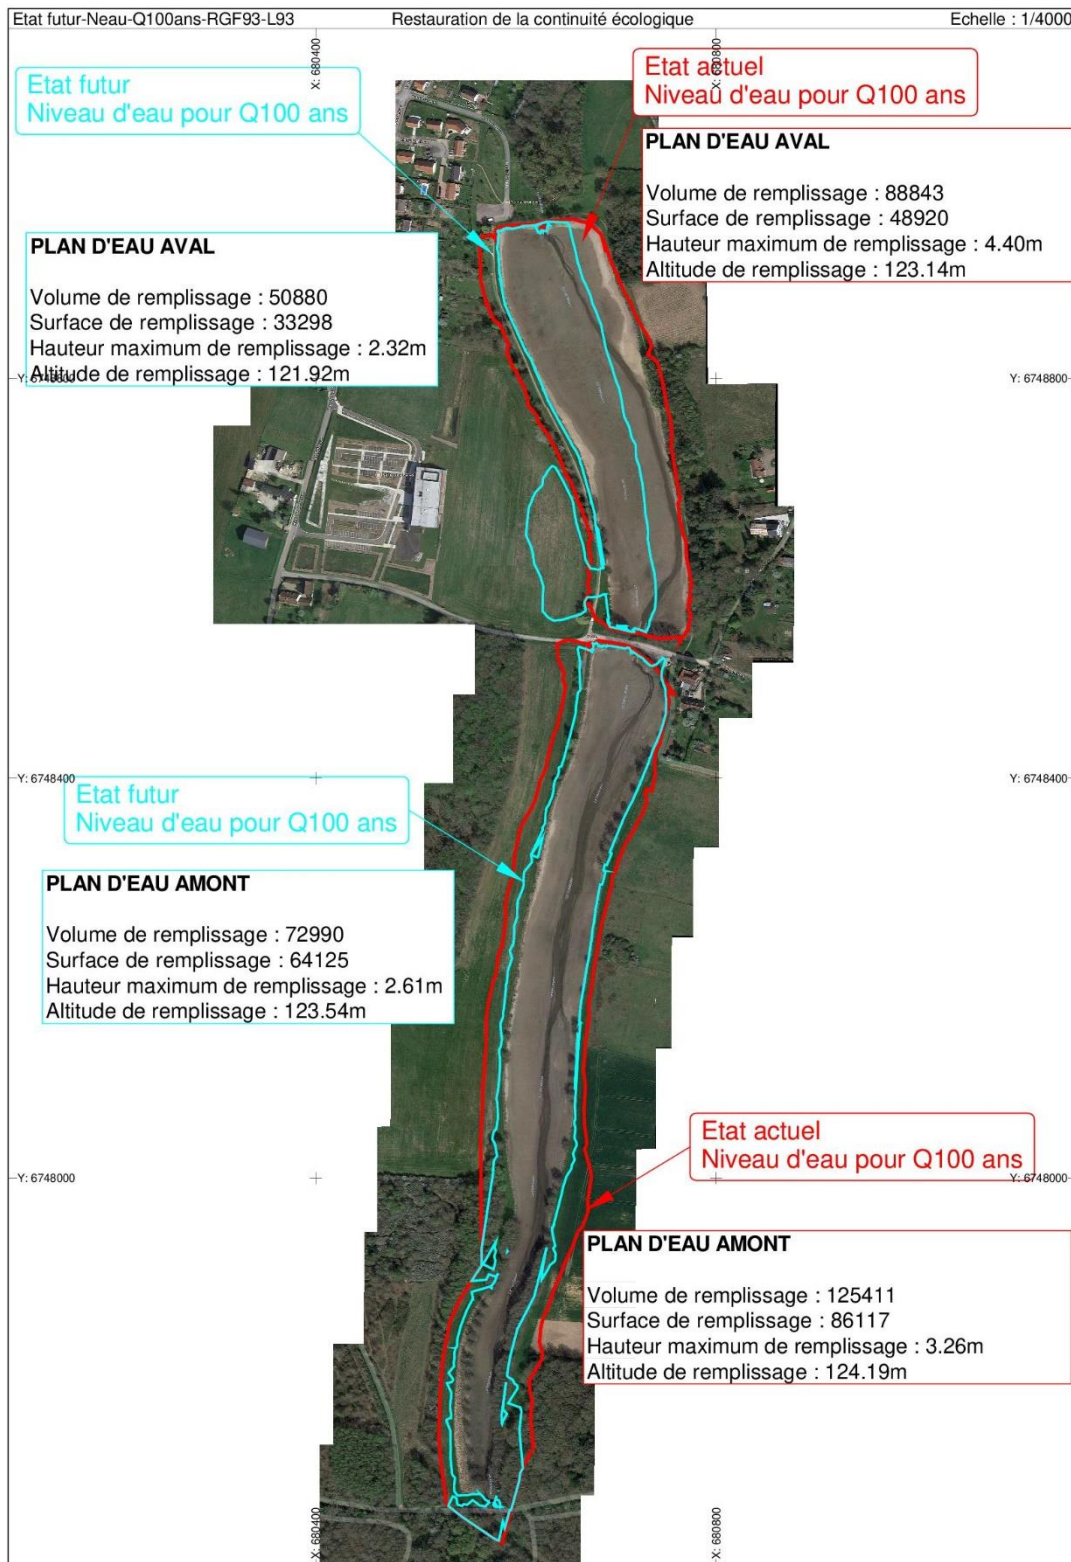 Etat futur-Neau-Q100ans-RGF93-L93
Restauration de la continuité écologique
Echelle : 1/4000
X: 680400
X: 680800
Etat futur
Niveau d'eau pour Q100 ans
Etat actuel
Niveau d'eau pour Q100 ans
PLAN D'EAU AVAL
Volume de remplissage : 88843
Surface de remplissage : 48920
Hauteur maximum de remplissage : 4.40m
Altitude de remplissage : 123.14m
PLAN D'EAU AVAL
Volume de remplissage : 50880
Surface de remplissage : 33298
Hauteur maximum de remplissage : 2.32m
Altitude de remplissage : 121.92m
Y: 6748800
Y: 6748800
Y: 6748400
Y: 6748400
Etat futur
Niveau d'eau pour Q100 ans
PLAN D'EAU AMONT
Volume de remplissage : 72990
Surface de remplissage : 64125
Hauteur maximum de remplissage : 2.61m
Altitude de remplissage : 123.54m
Etat actuel
Niveau d'eau pour Q100 ans
Y: 6748000
Y: 6748000
PLAN D'EAU AMONT
Volume de remplissage : 125411
Surface de remplissage : 86117
Hauteur maximum de remplissage : 3.26m
Altitude de remplissage : 124.19m
X: 680400
X: 680800